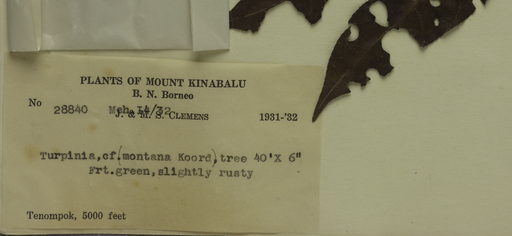 PLANTS OF MOUNT KINABALU
B. N. Borneo
No 28840 Mch. 14/32
J. & M. S. CLEMENS 1931-'32
Turpinia, cf. (montana Koord), tree 40'X 6"
Frt. green, slightly rusty
Tenompok, 5000 feet